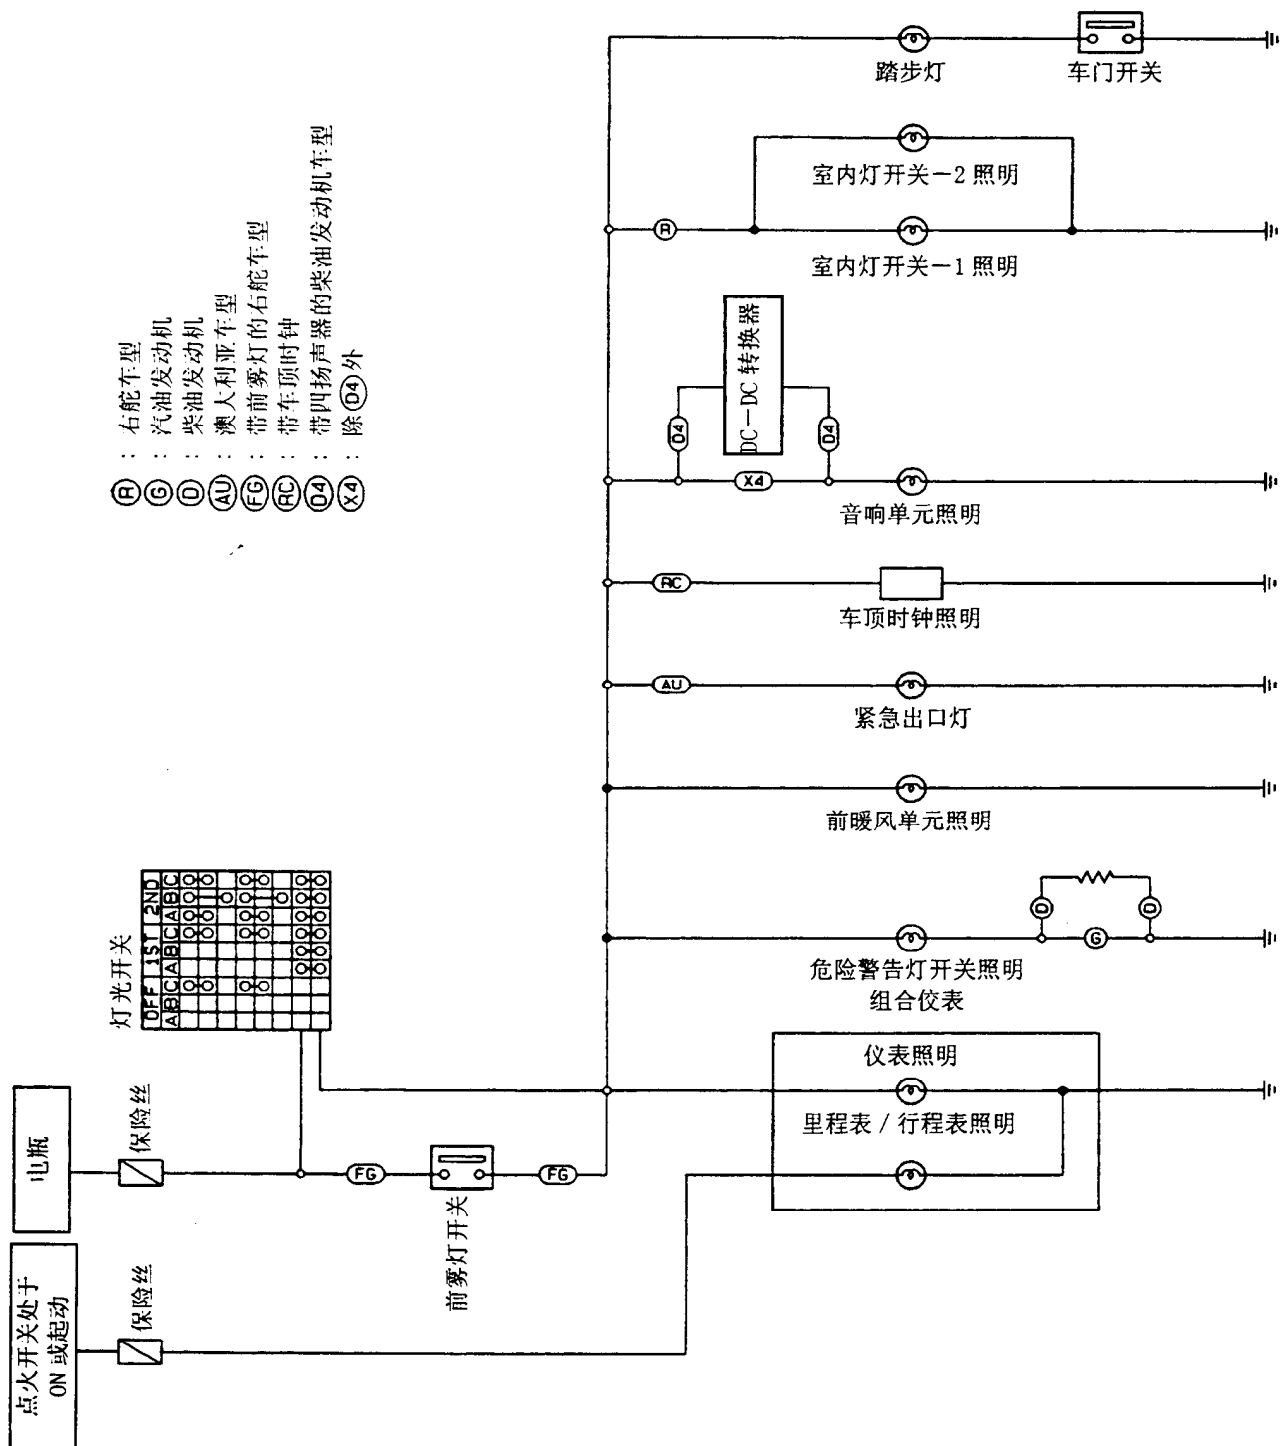 踏步灯
车门开关
室内灯开关—2 照明
室内灯开关—1 照明
R
R : 右舵车型
G : 汽油发动机
D : 柴油发动机
AU : 澳大利亚车型
FG : 带前雾灯的右舵车型
RC : 带车顶时钟
D4 : 带四扬声器的柴油发动机车型
X4 : 除 D4 外
DC—DC 转换器
D4
D4
X4
音响单元照明
RC
车顶时钟照明
AU
紧急出口灯
前暖风单元照明
灯光开关
OFF 1ST 2ND
A B C A B C A B C
D
D
G
危险警告灯开关照明
组合仪表
仪表照明
里程表 / 行程表照明
电瓶
保险丝
FG
FG
前雾灯开关
点火开关处于
ON 或起动
保险丝